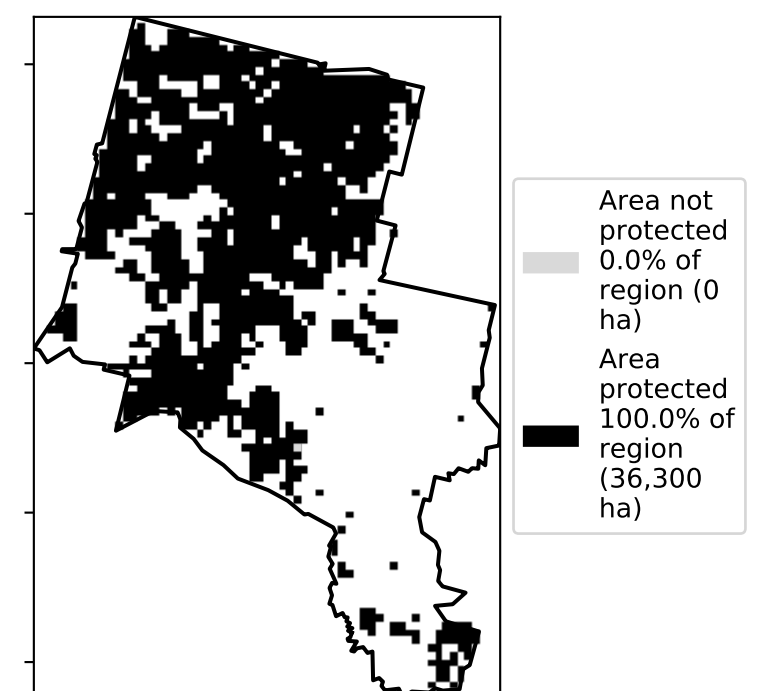 Area not
protected
0.0% of
region (0
ha)
Area
protected
100.0% of
region
(36,300
ha)